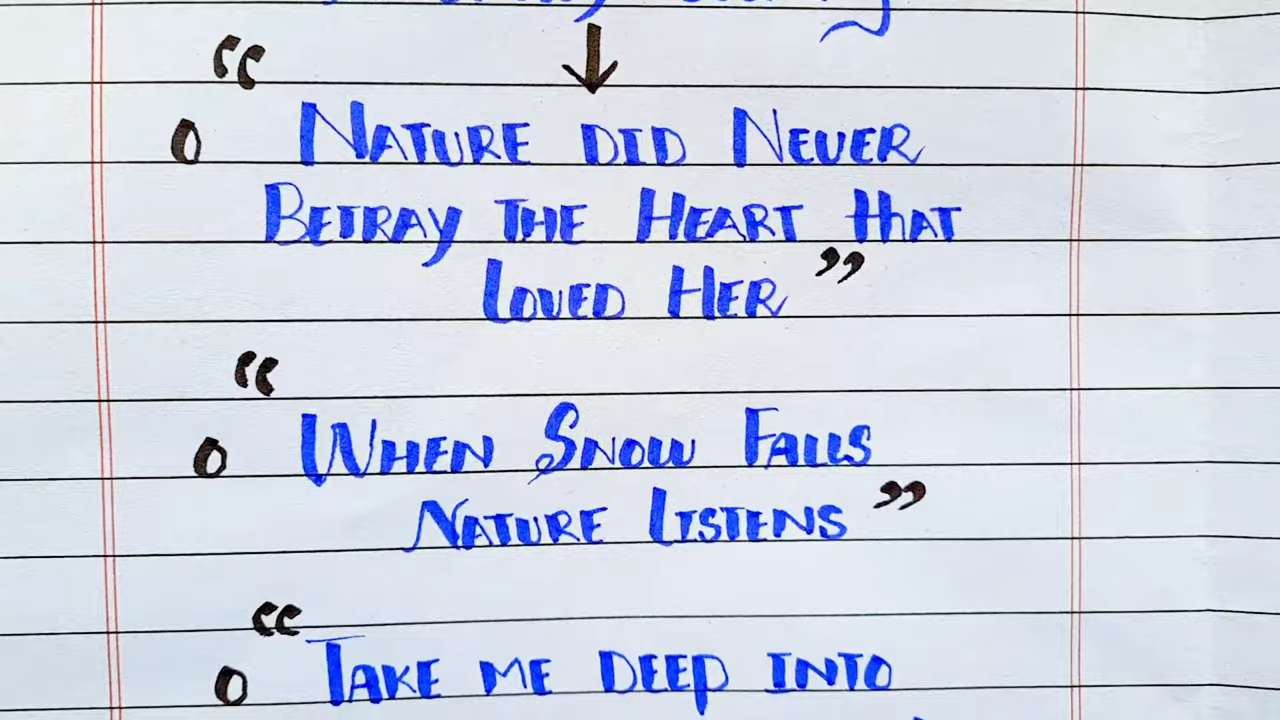 “
o NATURE DID NEVER
BETRAY THE HEART tHAT
LOVED HER ”
“
o WHEN SNOW FALLS
NATURE LISTENS ”
“
o TAKE ME DEEP INTO